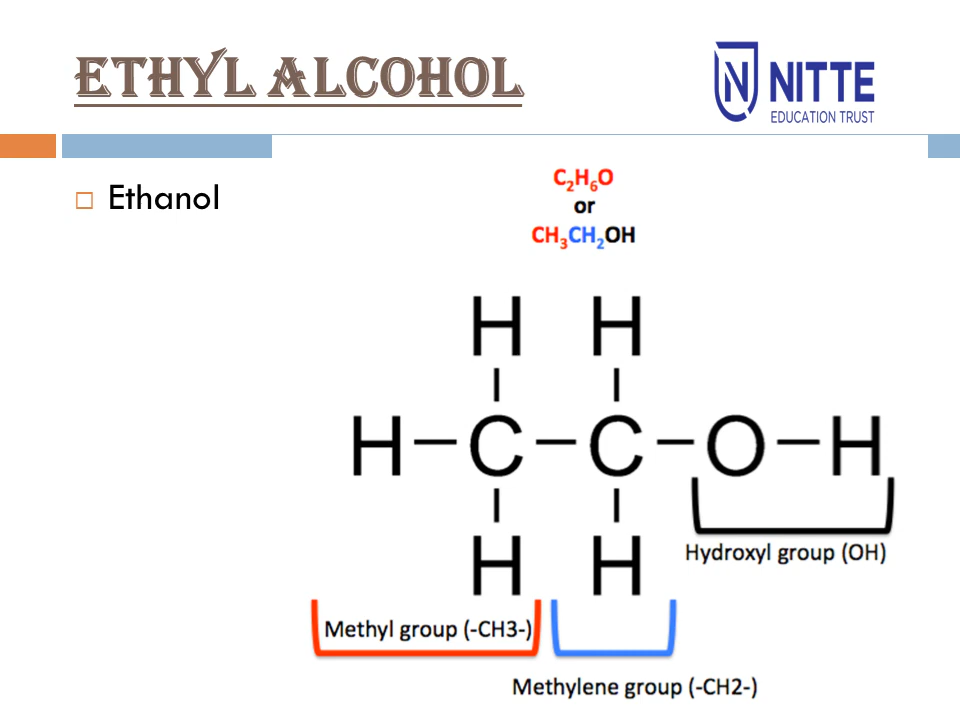 ETHYL ALCOHOL
NITTE
EDUCATION TRUST
Ethanol
C₂H₆O
or
CH₃CH₂OH
H H
H–C–C–O–H
H H
Hydroxyl group (OH)
Methyl group (-CH3-)
Methylene group (-CH2-)